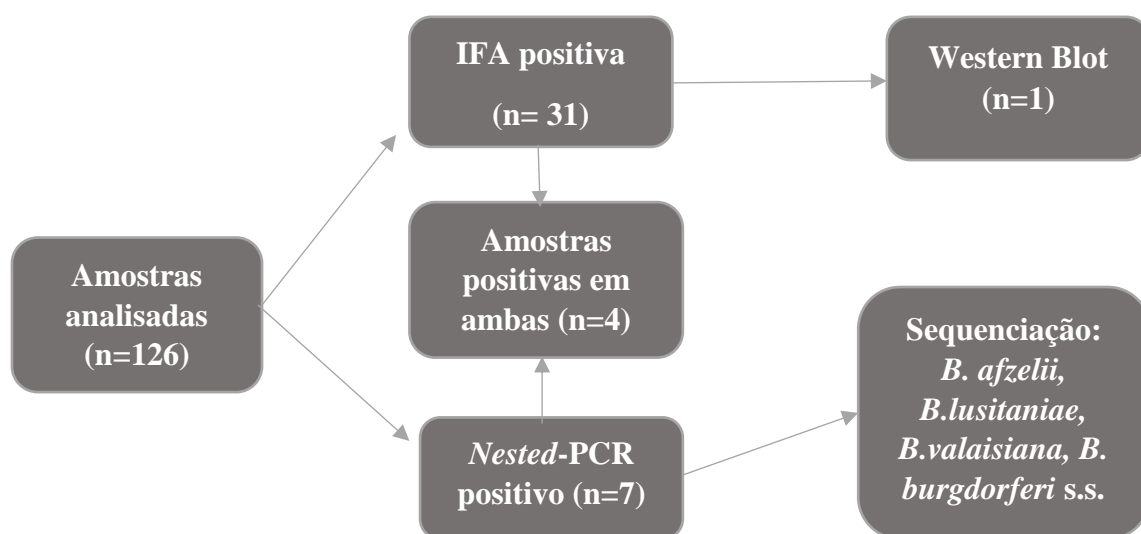 Amostras
analisadas
(n=126)
IFA positiva
(n= 31)
Western Blot
(n=1)
Amostras
positivas em
ambas (n=4)
Nested-PCR
positivo (n=7)
Sequenciação:
B. afzelii,
B.lusitaniae,
B.valaisiana, B.
burgdorferi s.s.